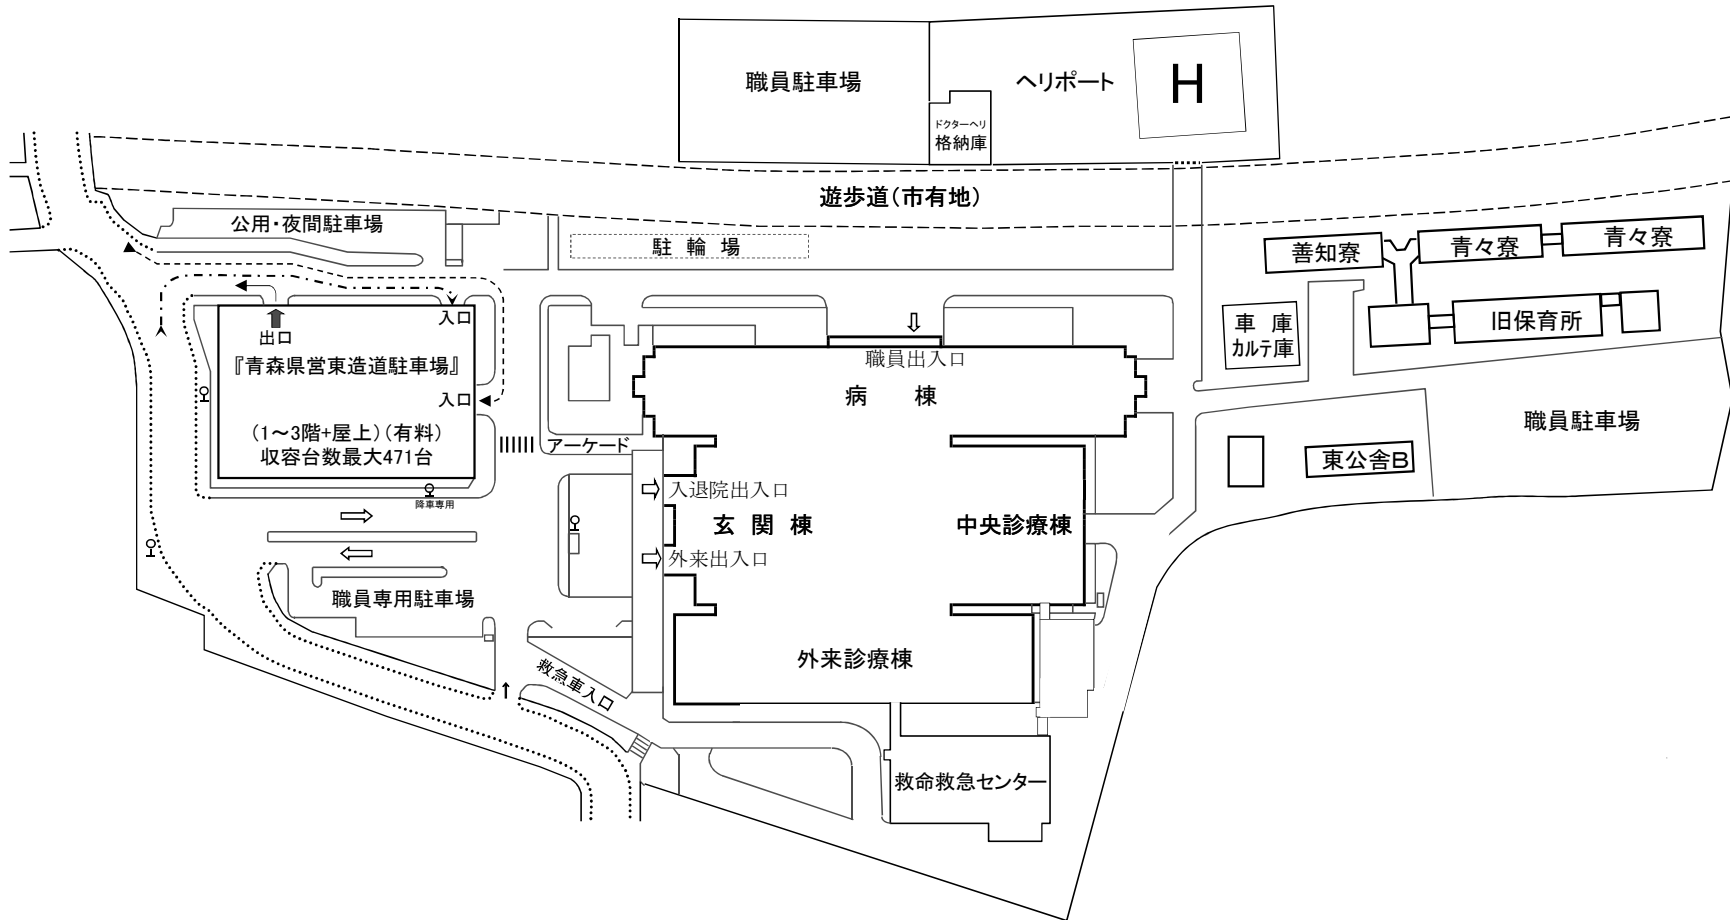 職員駐車場
ヘリポート
H
ドクターヘリ
格納庫
遊歩道(市有地)
公用・夜間駐車場
駐輪場
善知寮
青々寮
青々寮
入口
出口
『青森県営東造道駐車場』
入口
(1～3階+屋上)(有料)
収容台数最大471台
降車専用
アーケード
職員出入口
病棟
車庫
カルテ庫
旧保育所
職員駐車場
東公舎B
入退院出入口
玄関棟
中央診療棟
外来出入口
職員専用駐車場
外来診療棟
救急車入口
救命救急センター